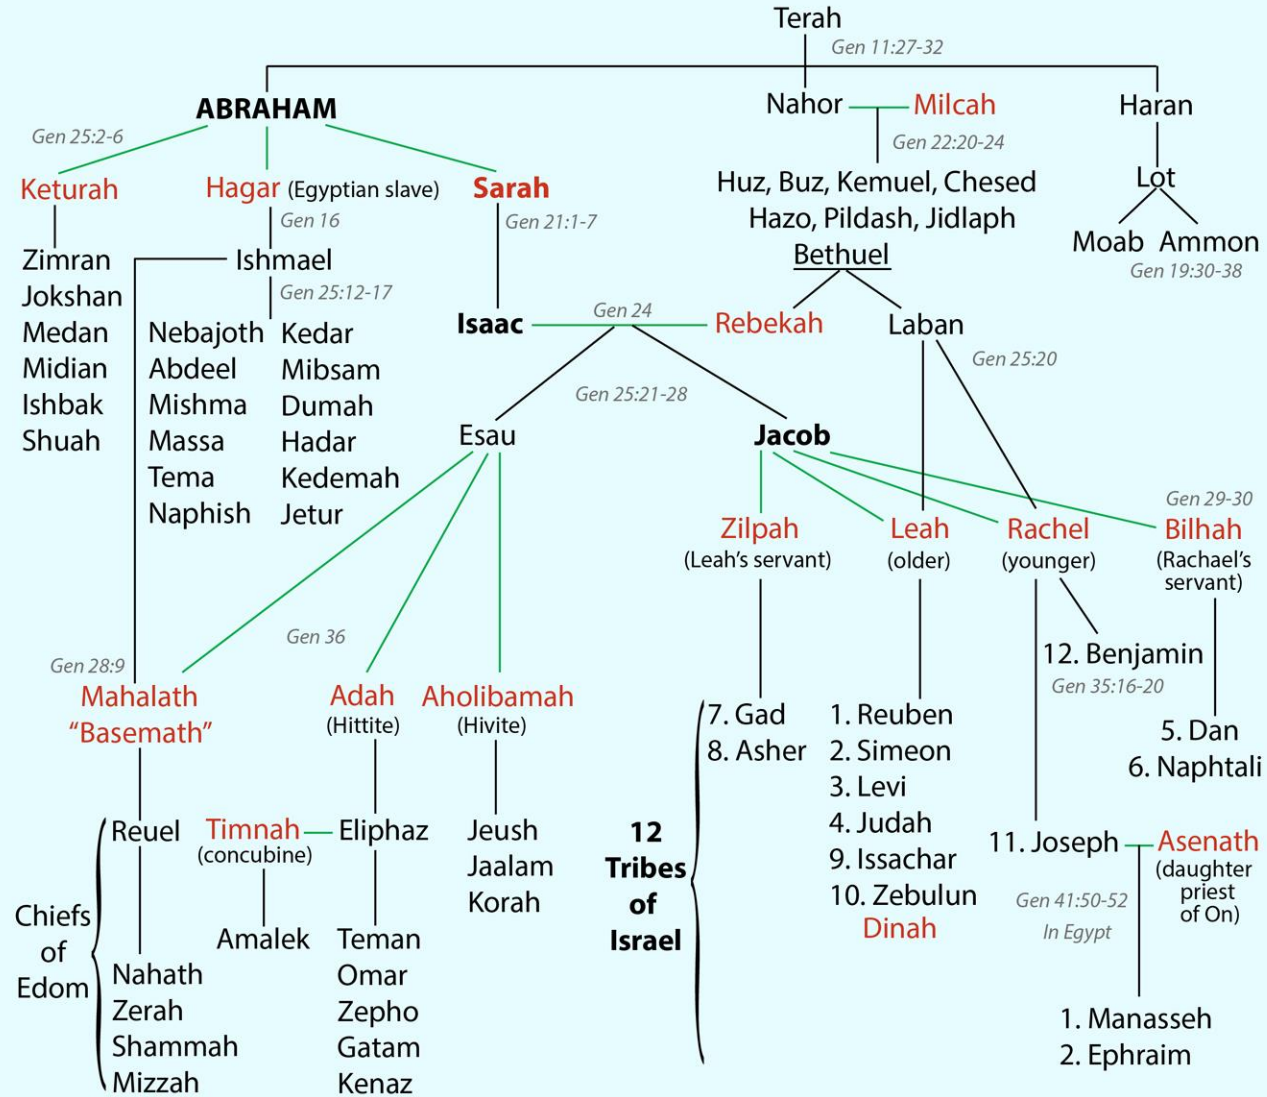 Terah
Gen 11:27-32
ABRAHAM
Nahor
Milcah
Haran
Gen 25:2-6
Gen 22:20-24
Keturah
Hagar (Egyptian slave)
Sarah
Huz, Buz, Kemuel, Chesed
Hazo, Pildash, Jidlaph
Bethuel
Lot
Gen 16
Gen 21:1-7
Moab
Ammon
Gen 19:30-38
Zimran
Jokshan
Medan
Midian
Ishbak
Shuah
Ishmael
Gen 25:12-17
Nebajoth
Abdeel
Mishma
Massa
Tema
Naphish
Kedar
Mibsam
Dumah
Hadar
Kedemah
Jetur
Isaac
Gen 24
Rebekah
Laban
Gen 25:20
Gen 25:21-28
Esau
Jacob
Gen 29-30
Zilpah
(Leah's servant)
Leah
(older)
Rachel
(younger)
Bilhah
(Rachael's
servant)
Gen 36
Gen 28:9
Mahalath
"Basemath"
Adah
(Hittite)
Aholibamah
(Hivite)
12. Benjamin
Gen 35:16-20
7. Gad
8. Asher
1. Reuben
2. Simeon
3. Levi
4. Judah
9. Issachar
10. Zebulun
Dinah
5. Dan
6. Naphtali
Reuel
Timnah
(concubine)
Eliphaz
Jeush
Jaalam
Korah
12
Tribes
of
Israel
11. Joseph
Asenath
(daughter
priest
of On)
Gen 41:50-52
In Egypt
Chiefs
of
Edom
Amalek
Nahath
Zerah
Shammah
Mizzah
Teman
Omar
Zepho
Gatam
Kenaz
1. Manasseh
2. Ephraim